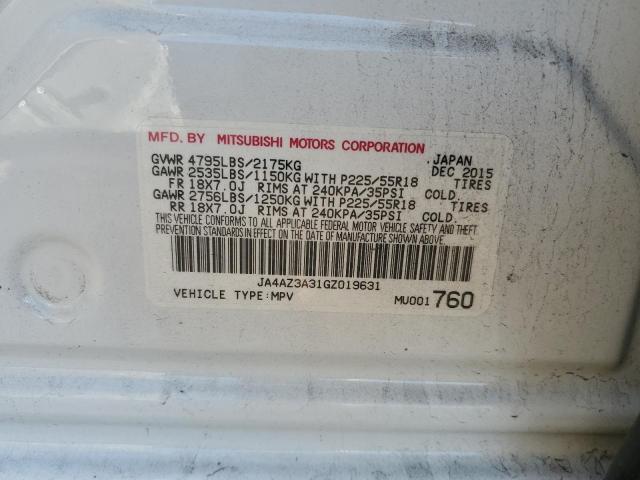 MFD. BY MITSUBISHI MOTORS CORPORATION
GVWR 4795LBS/2175KG JAPAN DEC 2015
GAWR 2535LBS/1150KG WITH P225/55R18 TIRES
FR 18X7.0J RIMS AT 240KPA/35PSI COLD.
GAWR 2756LBS/1250KG WITH P225/55R18 TIRES
RR 18X7.0J RIMS AT 240KPA/35PSI COLD.
THIS VEHICLE CONFORMS TO ALL APPLICABLE FEDERAL MOTOR VEHICLE SAFETY AND THEFT
PREVENTION STANDARDS IN EFFECT ON THE DATE OF MANUFACTURE SHOWN ABOVE.
JA4AZ3A31GZ019631
VEHICLE TYPE:MPV MU001 760